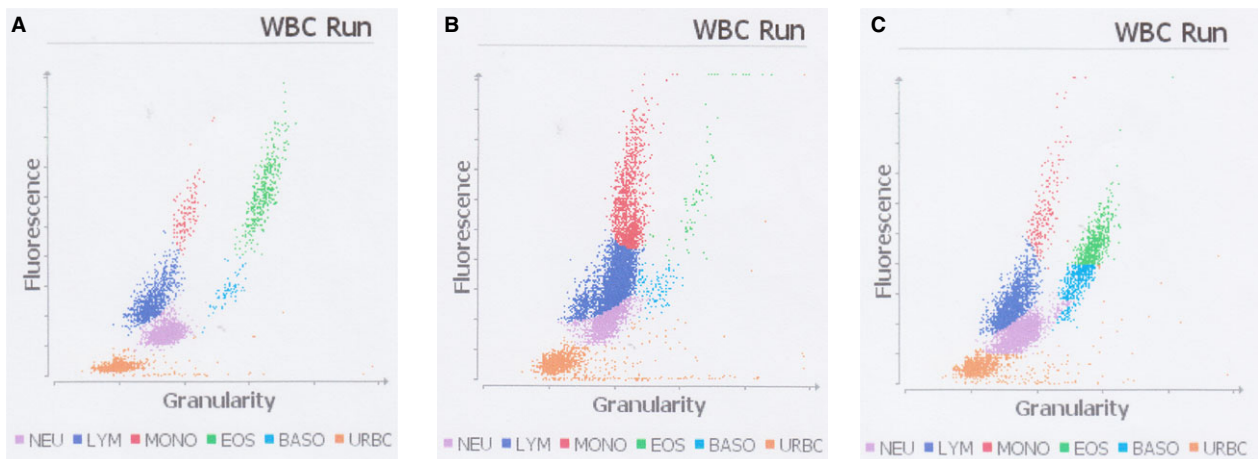 A
WBC Run
Fluorescence
Granularity
NEU LYM MONO EOS BASO URBC
B
WBC Run
Fluorescence
Granularity
NEU LYM MONO EOS BASO URBC
C
WBC Run
Fluorescence
Granularity
NEU LYM MONO EOS BASO URBC